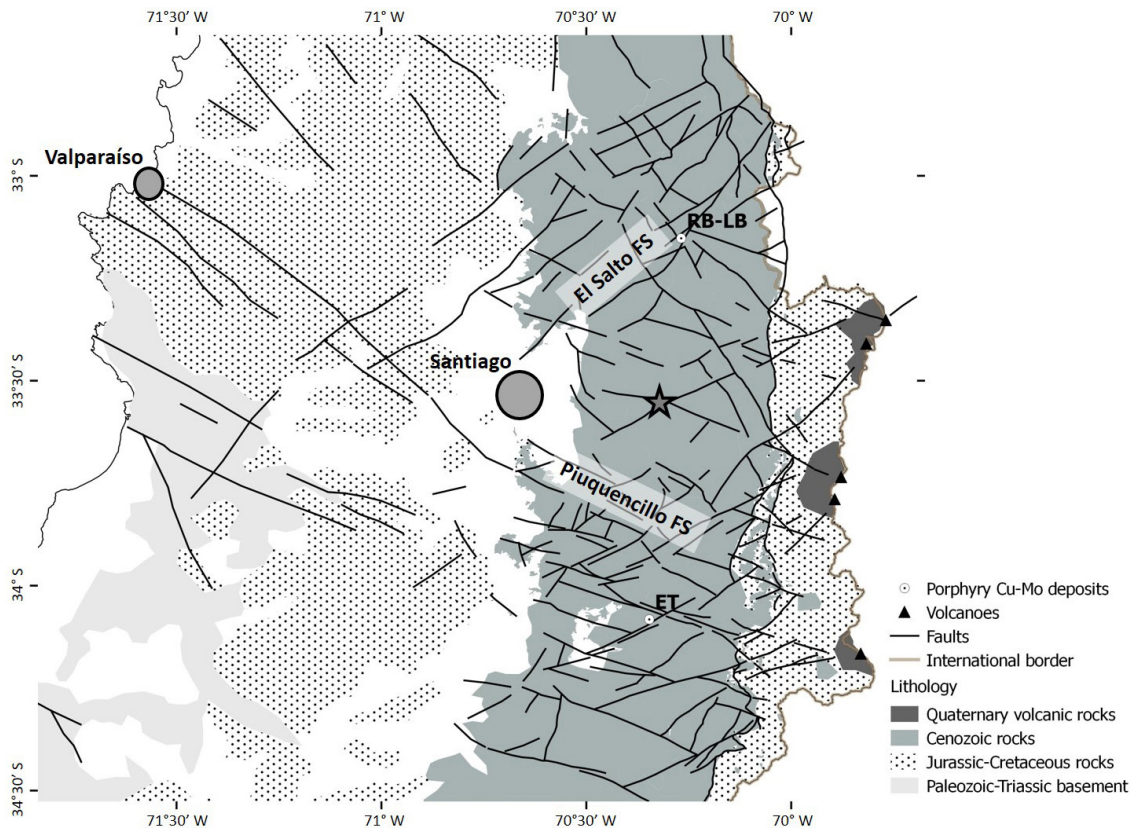 71°30’ W
71° W
70°30’ W
70° W
Valparaíso
33° S
RB-LB
El Salto FS
Santiago
33°30’ S
Piuquencillo FS
34° S
ET
34°30’ S
Porphyry Cu-Mo deposits
Volcanoes
Faults
International border
Lithology
Quaternary volcanic rocks
Cenozoic rocks
Jurassic-Cretaceous rocks
Paleozoic-Triassic basement
71°30’ W
71° W
70°30’ W
70° W